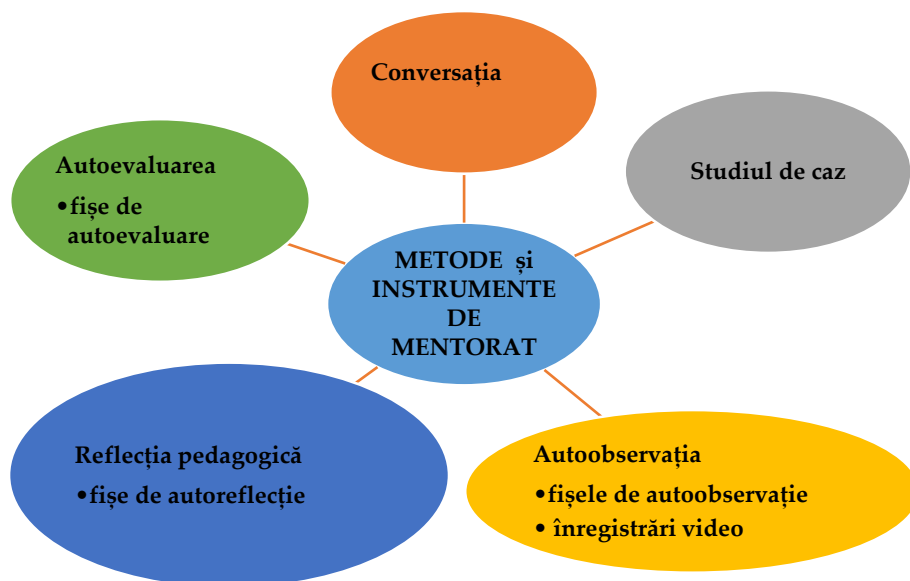 Conversația
Autoevaluarea
•fișe de
autoevaluare
Studiul de caz
METODE și
INSTRUMENTE
DE
MENTORAT
Reflecția pedagogică
•fișe de autoreflecție
Autoobservația
•fișele de autoobservație
• înregistrări video